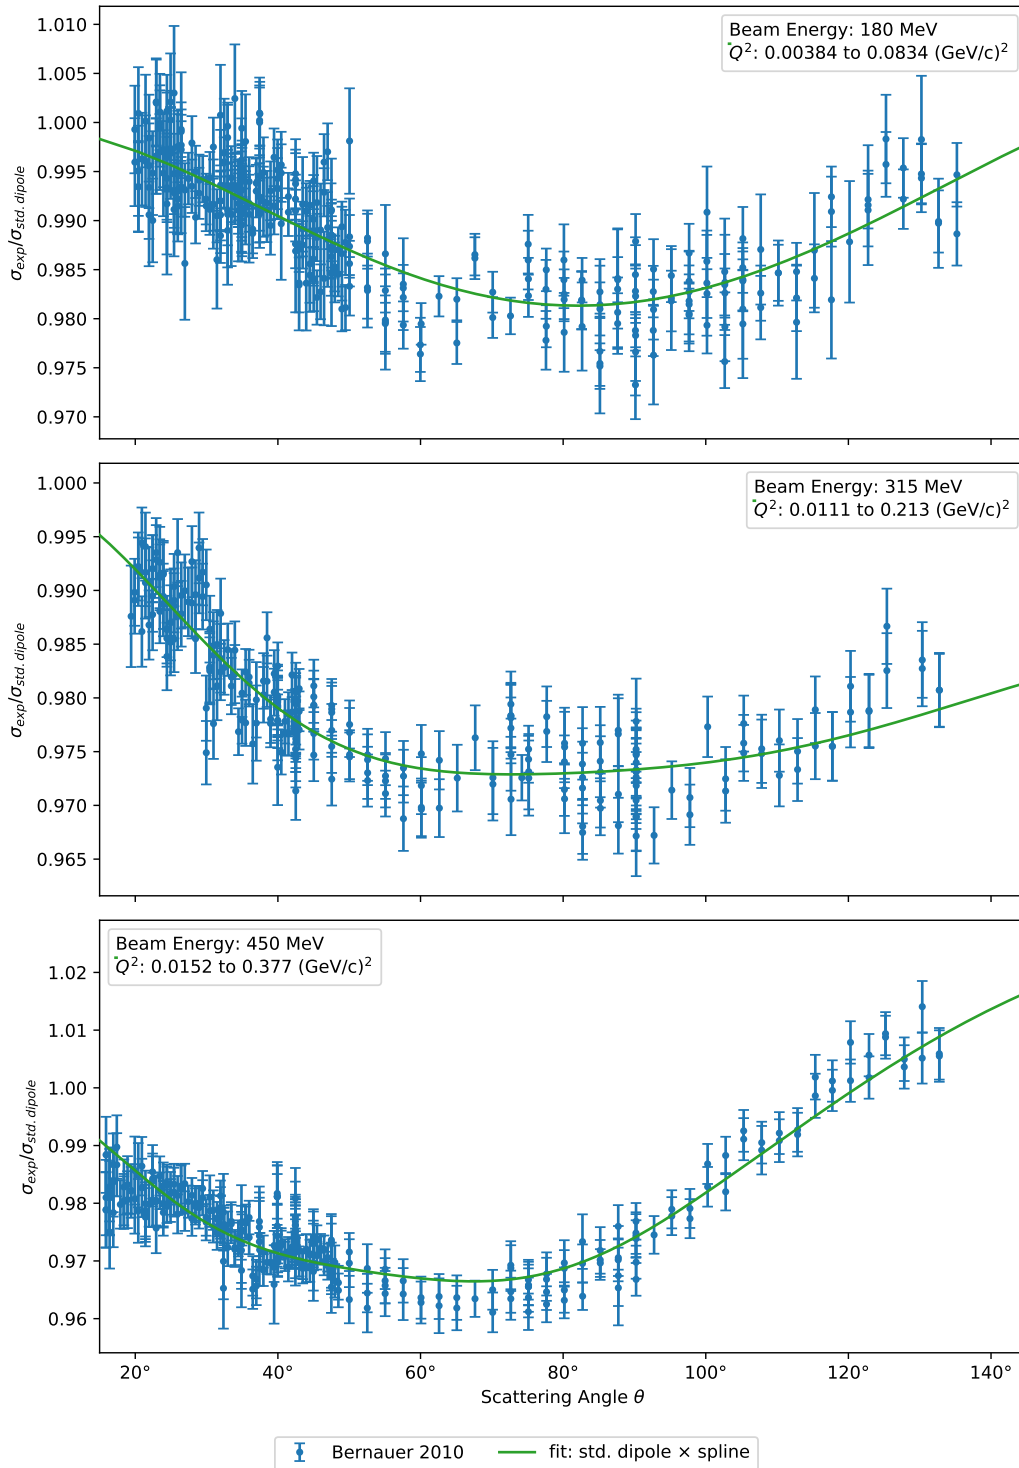 1.010
1.005
1.000
0.995
0.990
0.985
0.980
0.975
0.970
σexp/σstd. dipole
Beam Energy: 180 MeV
Q²: 0.00384 to 0.0834 (GeV/c)²
1.000
0.995
0.990
0.985
0.980
0.975
0.970
0.965
σexp/σstd. dipole
Beam Energy: 315 MeV
Q²: 0.0111 to 0.213 (GeV/c)²
1.02
1.01
1.00
0.99
0.98
0.97
0.96
σexp/σstd. dipole
Beam Energy: 450 MeV
Q²: 0.0152 to 0.377 (GeV/c)²
20° 40° 60° 80° 100° 120° 140°
Scattering Angle θ
Bernauer 2010 fit: std. dipole × spline